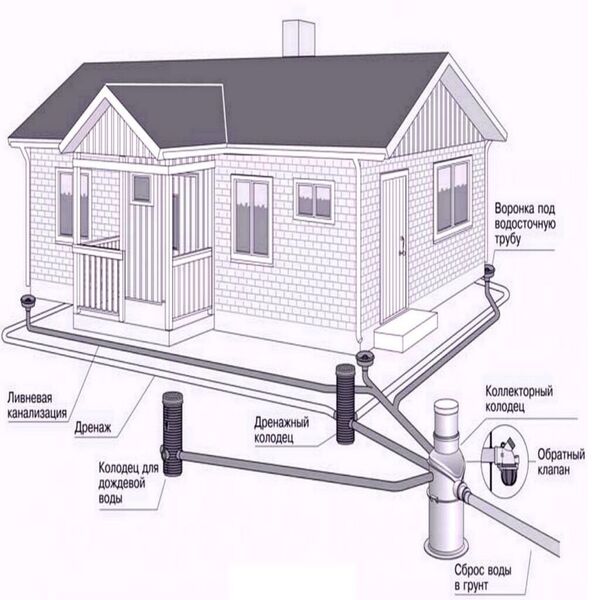 Воронка под
водосточную
трубу
Ливневая
канализация
Дренаж
Дренажный
колодец
Коллекторный
колодец
Обратный
клапан
Колодец для
дождевой
воды
Сброс воды
в грунт